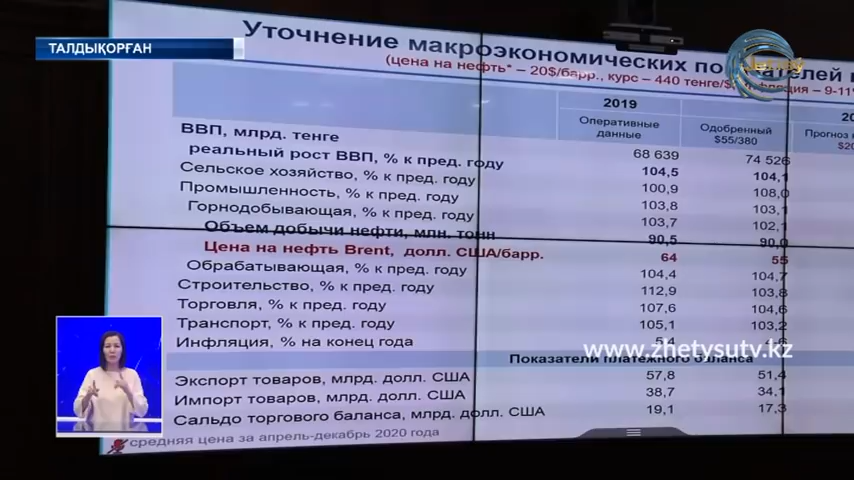 ТАЛДЫҚОРҒАН
Уточнение макроэкономических
(цена на нефть* – 20$/барр., курс – 440 тенге/$, – 9-11
2019
Оперативные данные
Одобренный $55/380
Прогноз
ВВП, млрд. тенге 68 639 74 526
реальный рост ВВП, % к пред. году 104,5 104,1
Сельское хозяйство, % к пред. году 100,9 108,0
Промышленность, % к пред. году 103,8 103,1
Горнодобывающая, % к пред. году 103,7 102,1
Объем добычи нефти, млн. тонн 90,5 90,0
Цена на нефть Brent, долл. США/барр. 64 55
Обрабатывающая, % к пред. году 104,4 104,7
Строительство, % к пред. году 112,9 103,8
Торговля, % к пред. году 107,6 104,6
Транспорт, % к пред. году 105,1 103,2
Инфляция, % на конец года
www.zhetysutv.kz
Показатели платежного баланса
Экспорт товаров, млрд. долл. США 57,8 51,4
Импорт товаров, млрд. долл. США 38,7 34,1
Сальдо торгового баланса, млрд. долл. США 19,1 17,3
средняя цена за апрель-декабрь 2020 года